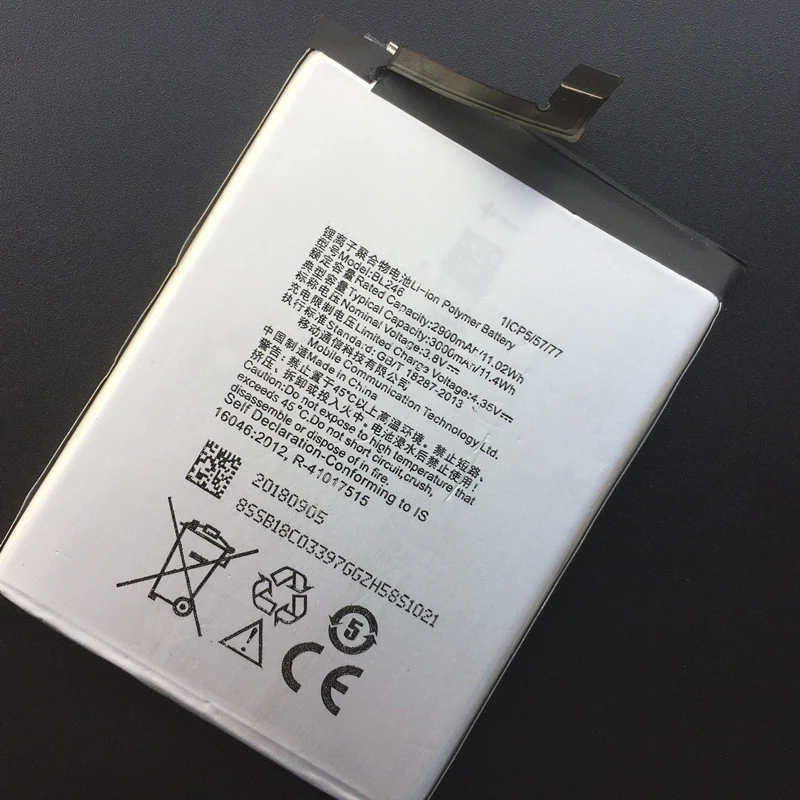 锂离子聚合物电池Li-ion Polymer Battery
型号Model:BL246 1ICP5/57/77
额定容量Rated Capacity:2900mAh/11.02Wh
典型容量Typical Capacity:3000mAh/11.4Wh
标称电压Nominal Voltage:3.8V⎓
充电限制电压Limited Charge Voltage:4.35V⎓
执行标准Standard:GB/T 18287-2013
移动通信科技有限公司
Mobile Communication Technology Ltd.
中国制造Made in China
警告：禁止置于45℃以上高温环境。禁止短路、
挤压、拆卸或投入火中。电池浸水后禁止使用！
Caution:Do not expose to high temperature that
exceeds 45 ℃.Do not short circuit,crush,
disassemble or dispose of in fire.
Self Declaration-Conforming to IS
16046:2012, R-41017515
20180905
8SSB18C03397GG2H58S1021
5
CE